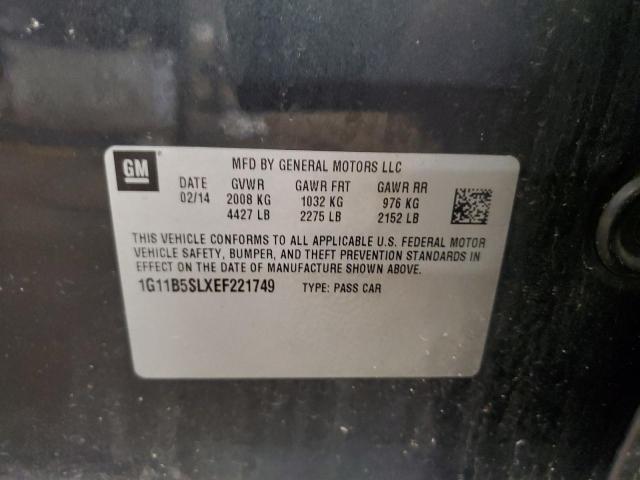 GM
MFD BY GENERAL MOTORS LLC
DATE GVWR GAWR FRT GAWR RR
02/14 2008 KG 1032 KG 976 KG
4427 LB 2275 LB 2152 LB
THIS VEHICLE CONFORMS TO ALL APPLICABLE U.S. FEDERAL MOTOR
VEHICLE SAFETY, BUMPER, AND THEFT PREVENTION STANDARDS IN
EFFECT ON THE DATE OF MANUFACTURE SHOWN ABOVE.
1G11B5SLXEF221749 TYPE: PASS CAR